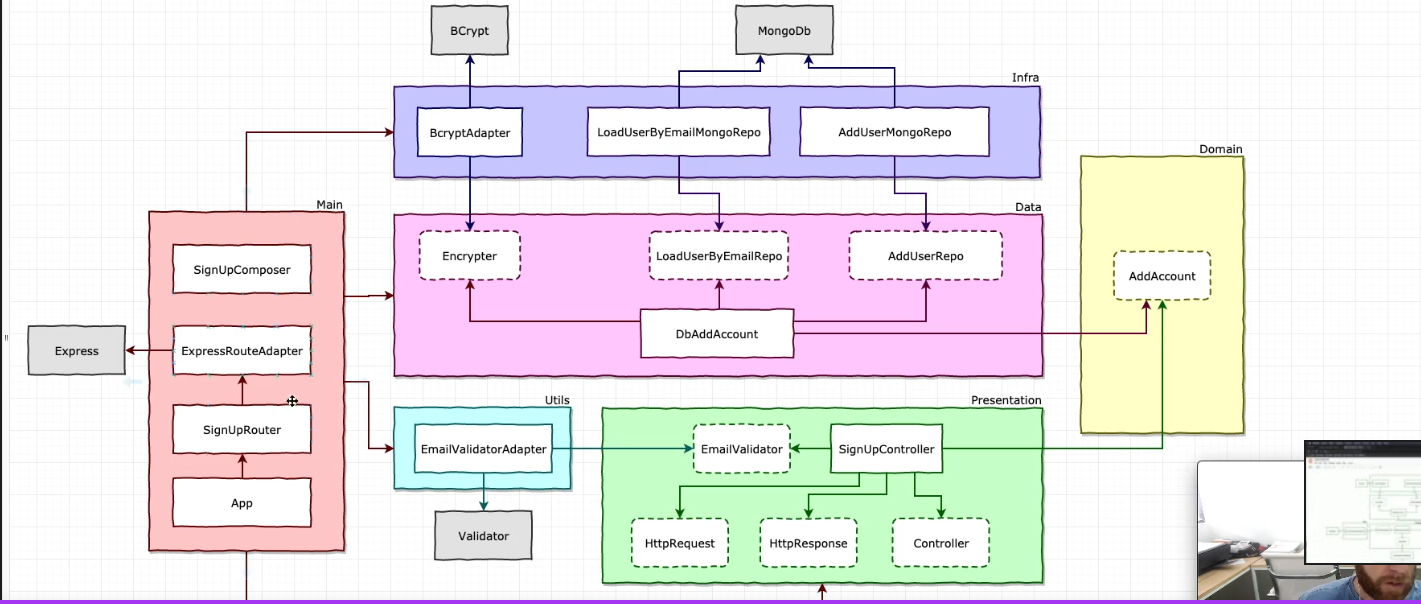 BCrypt
MongoDb
Infra
BcryptAdapter
LoadUserByEmailMongoRepo
AddUserMongoRepo
Domain
Main
Data
SignUpComposer
Encrypter
LoadUserByEmailRepo
AddUserRepo
AddAccount
Express
ExpressRouteAdapter
DbAddAccount
Utils
Presentation
SignUpRouter
EmailValidatorAdapter
EmailValidator
SignUpController
App
Validator
HttpRequest
HttpResponse
Controller